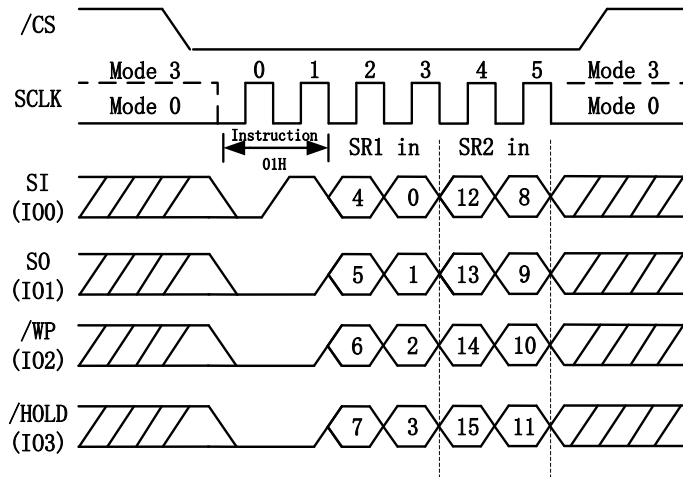 /CS
Mode 3 0 1 2 3 4 5 Mode 3
SCLK
Mode 0 Mode 0
Instruction SR1 in SR2 in
01H
SI
(IO0) 4 0 12 8
SO
(IO1) 5 1 13 9
/WP
(IO2) 6 2 14 10
/HOLD
(IO3) 7 3 15 11